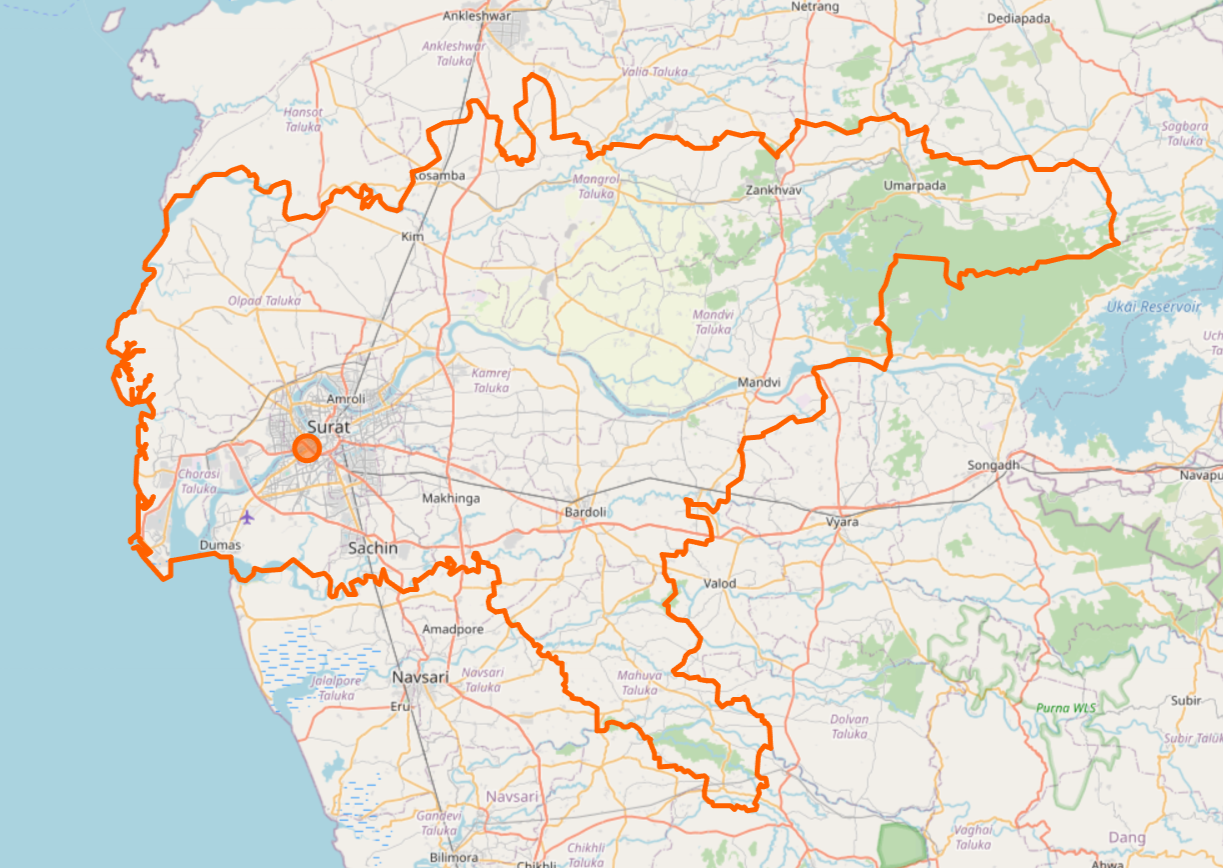 Netrang
Ankleshwar
Dediapada
Ankleshwar
Taluka
Valia Taluka
Hansot
Taluka
Sagbara
Taluka
Kosamba
Mangrol
Taluka
Zankhvav
Umarpada
Kim
Olpad Taluka
Ukai Reservoir
Mandvi
Taluka
Uch
Ta
Kamrej
Taluka
Mandvi
Amroli
Surat
Songadh
Navapu
Chorasi
Taluka
Makhinga
Bardoli
Vyara
Dumas
Sachin
Valod
Amadpore
Navsari
Navsari
Taluka
Mahuva
Taluka
Jalalpore
Taluka
Eru
Subir
Purna WLS
Dolvan
Taluka
Subir Taluk
Navsari
Gandevi
Taluka
Vaghai
Taluka
Dang
Bilimora
Chikhli
Chikhli
Taluka
Ahwa